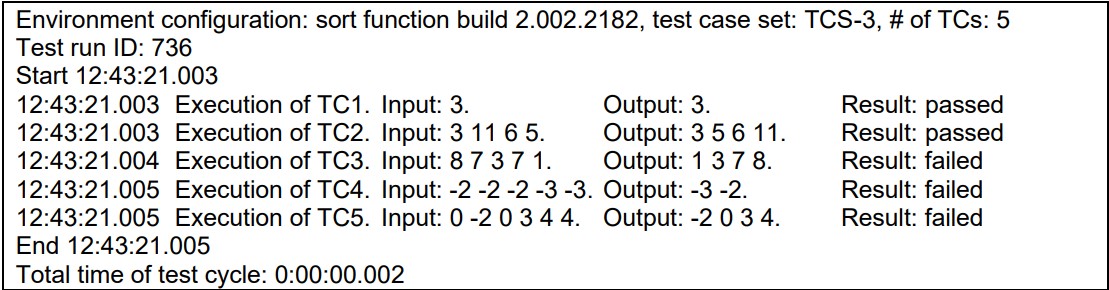 Environment configuration: sort function build 2.002.2182, test case set: TCS-3, # of TCs: 5
Test run ID: 736
Start 12:43:21.003
12:43:21.003 Execution of TC1. Input: 3. Output: 3. Result: passed
12:43:21.003 Execution of TC2. Input: 3 11 6 5. Output: 3 5 6 11. Result: passed
12:43:21.004 Execution of TC3. Input: 8 7 3 7 1. Output: 1 3 7 8. Result: failed
12:43:21.005 Execution of TC4. Input: -2 -2 -2 -3 -3. Output: -3 -2. Result: failed
12:43:21.005 Execution of TC5. Input: 0 -2 0 3 4 4. Output: -2 0 3 4. Result: failed
End 12:43:21.005
Total time of test cycle: 0:00:00.002